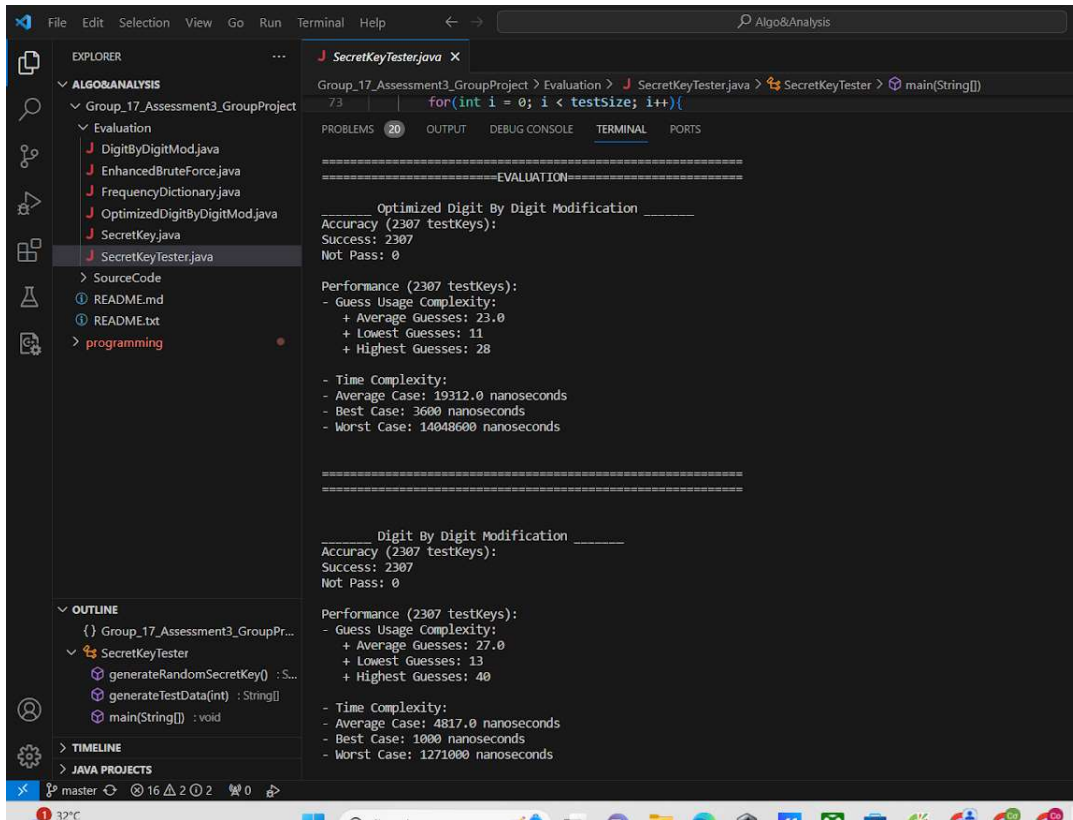 File Edit Selection View Go Run Terminal Help
Algo&Analysis
EXPLORER
ALGO&ANALYSIS
Group_17_Assessment3_GroupProject
Evaluation
J DigitByDigitMod.java
J EnhancedBruteForce.java
J FrequencyDictionary.java
J OptimizedDigitByDigitMod.java
J SecretKey.java
J SecretKeyTester.java
SourceCode
README.md
README.txt
programming
OUTLINE
{} Group_17_Assessment3_GroupPr...
SecretKeyTester
generateRandomSecretKey() : S...
generateTestData(int) : String[]
main(String[]) : void
TIMELINE
JAVA PROJECTS
J SecretKeyTester.java
Group_17_Assessment3_GroupProject > Evaluation > J SecretKeyTester.java > SecretKeyTester > main(String[])
73 for(int i = 0; i < testSize; i++){
PROBLEMS 20 OUTPUT DEBUG CONSOLE TERMINAL PORTS
============================================================
=========================EVALUATION=========================
_______ Optimized Digit By Digit Modification _______
Accuracy (2307 testKeys):
Success: 2307
Not Pass: 0
Performance (2307 testKeys):
- Guess Usage Complexity:
+ Average Guesses: 23.0
+ Lowest Guesses: 11
+ Highest Guesses: 28
- Time Complexity:
- Average Case: 19312.0 nanoseconds
- Best Case: 3600 nanoseconds
- Worst Case: 14048600 nanoseconds
============================================================
============================================================
_______ Digit By Digit Modification _______
Accuracy (2307 testKeys):
Success: 2307
Not Pass: 0
Performance (2307 testKeys):
- Guess Usage Complexity:
+ Average Guesses: 27.0
+ Lowest Guesses: 13
+ Highest Guesses: 40
- Time Complexity:
- Average Case: 4817.0 nanoseconds
- Best Case: 1000 nanoseconds
- Worst Case: 1271000 nanoseconds
master 16 2 2 0
1 32°C